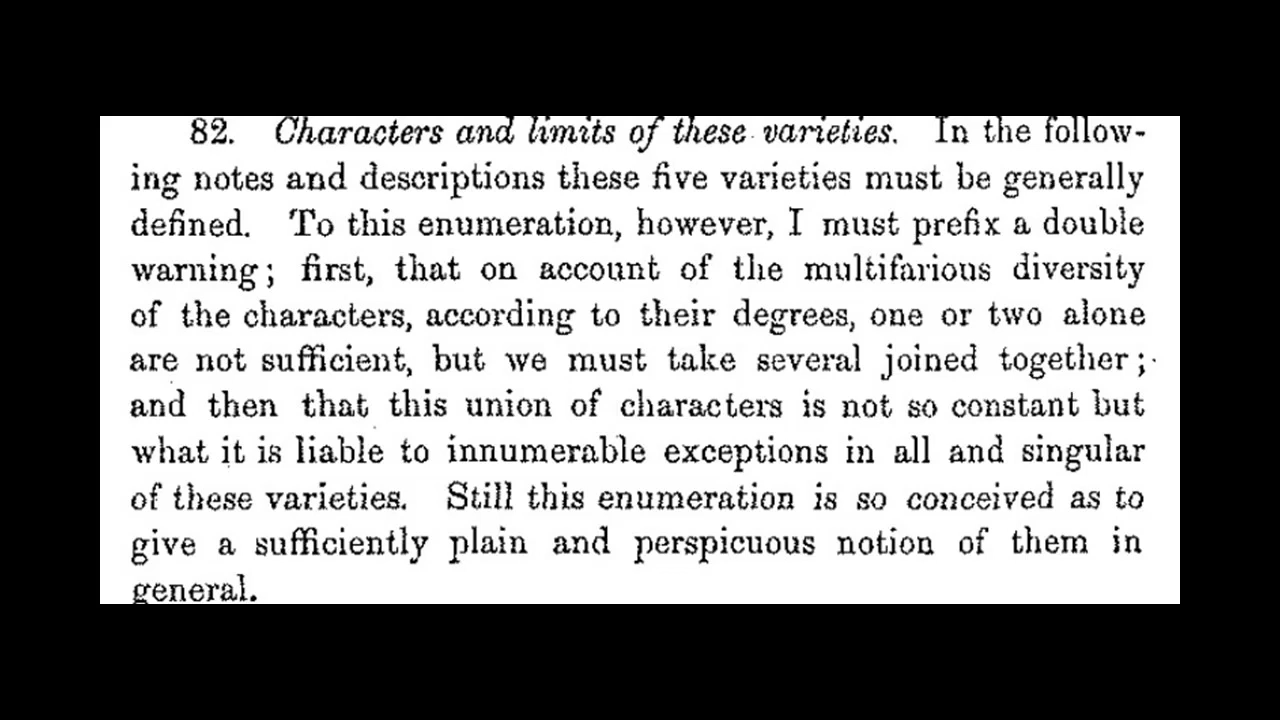 82. Characters and limits of these varieties. In the follow-
ing notes and descriptions these five varieties must be generally
defined. To this enumeration, however, I must prefix a double
warning; first, that on account of the multifarious diversity
of the characters, according to their degrees, one or two alone
are not sufficient, but we must take several joined together;
and then that this union of characters is not so constant but
what it is liable to innumerable exceptions in all and singular
of these varieties. Still this enumeration is so conceived as to
give a sufficiently plain and perspicuous notion of them in
general.